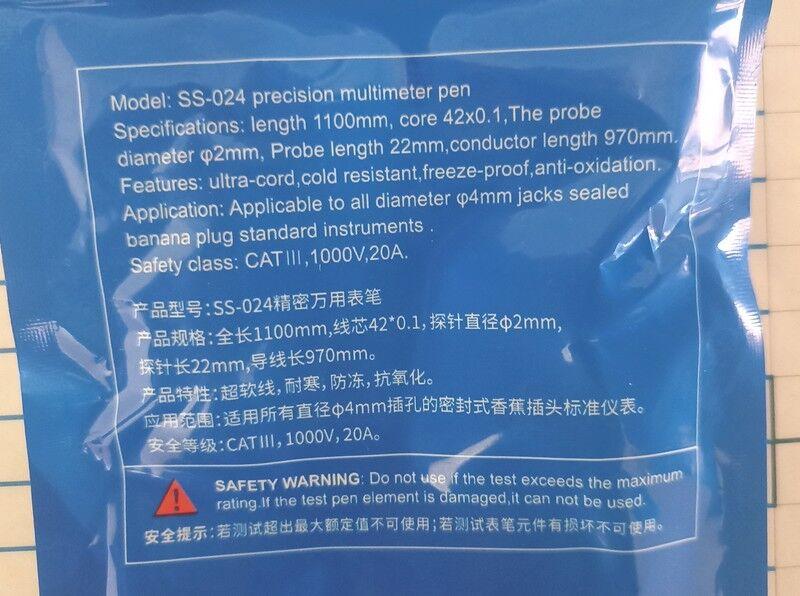 Model: SS-024 precision multimeter pen
Specifications: length 1100mm, core 42x0.1,The probe
diameter φ2mm, Probe length 22mm,conductor length 970mm.
Features: ultra-cord,cold resistant,freeze-proof,anti-oxidation.
Application: Applicable to all diameter φ4mm jacks sealed
banana plug standard instruments .
Safety class: CATIII,1000V,20A.
产品型号:SS-024精密万用表笔
产品规格:全长1100mm,线芯42*0.1,探针直径φ2mm,
探针长22mm,导线长970mm。
产品特性:超软线,耐寒,防冻,抗氧化。
应用范围:适用所有直径φ4mm插孔的密封式香蕉插头标准仪表。
安全等级:CATIII,1000V,20A。
SAFETY WARNING: Do not use if the test exceeds the maximum
rating.If the test pen element is damaged,it can not be used.
安全提示:若测试超出最大额定值不可使用;若测试表笔元件有损坏不可使用。